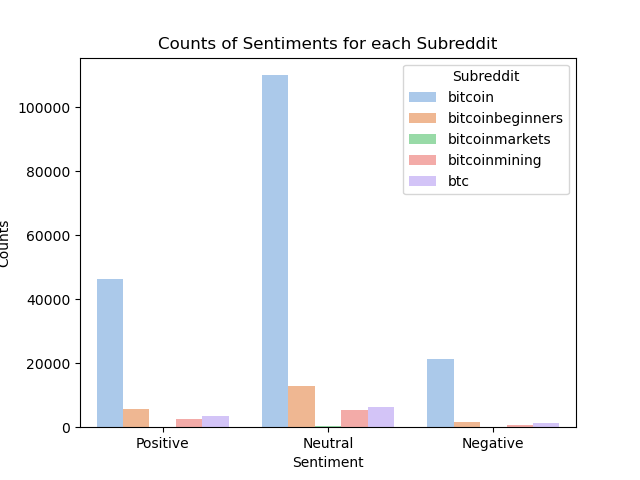 Counts of Sentiments for each Subreddit
Subreddit
bitcoin
bitcoinbeginners
bitcoinmarkets
bitcoinmining
btc
100000
80000
60000
40000
20000
0
Counts
Positive
Neutral
Negative
Sentiment